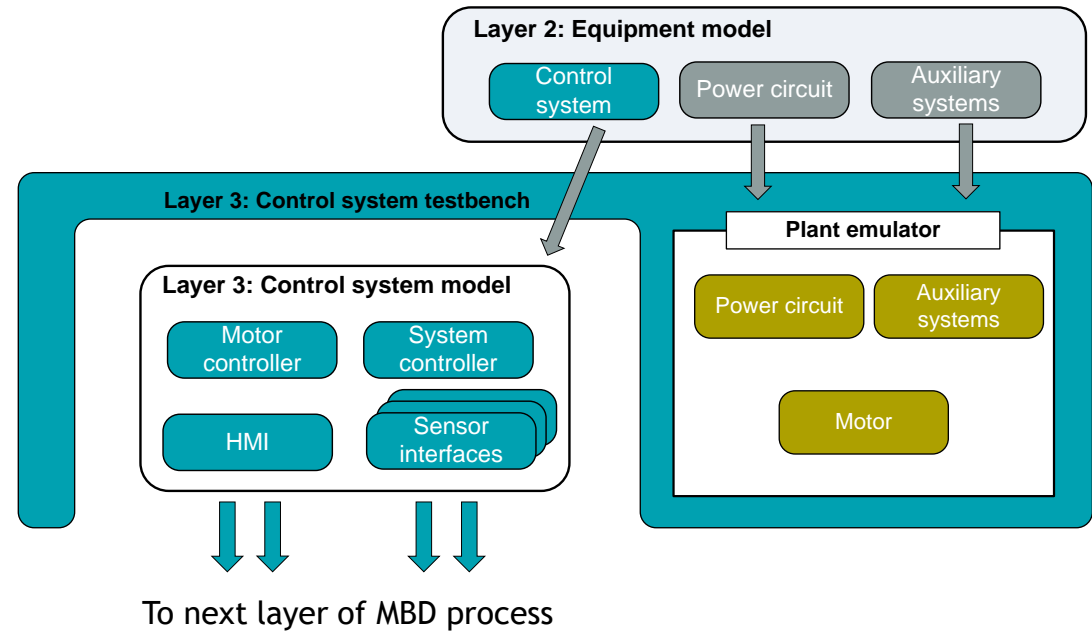 Layer 2: Equipment model
Control
system
Power circuit
Auxiliary
systems
Layer 3: Control system testbench
Plant emulator
Layer 3: Control system model
Power circuit
Auxiliary
systems
Motor
controller
System
controller
Motor
HMI
Sensor
interfaces
To next layer of MBD process